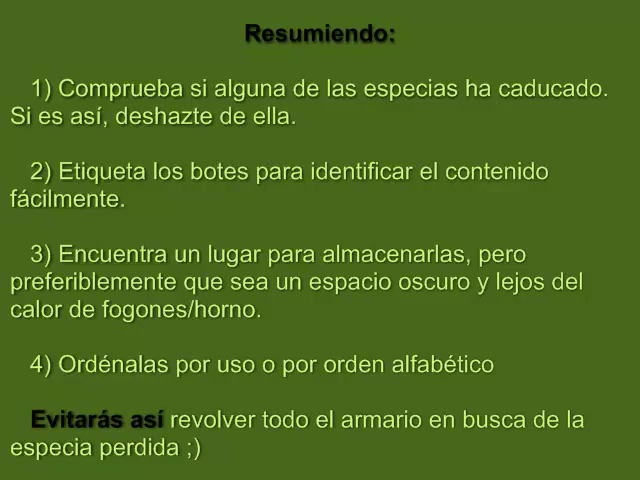 Resumiendo:
1) Comprueba si alguna de las especias ha caducado.
Si es así, deshazte de ella.
2) Etiqueta los botes para identificar el contenido
fácilmente.
3) Encuentra un lugar para almacenarlas, pero
preferiblemente que sea un espacio oscuro y lejos del
calor de fogones/horno.
4) Ordénalas por uso o por orden alfabético
Evitarás así revolver todo el armario en busca de la
especia perdida ;)